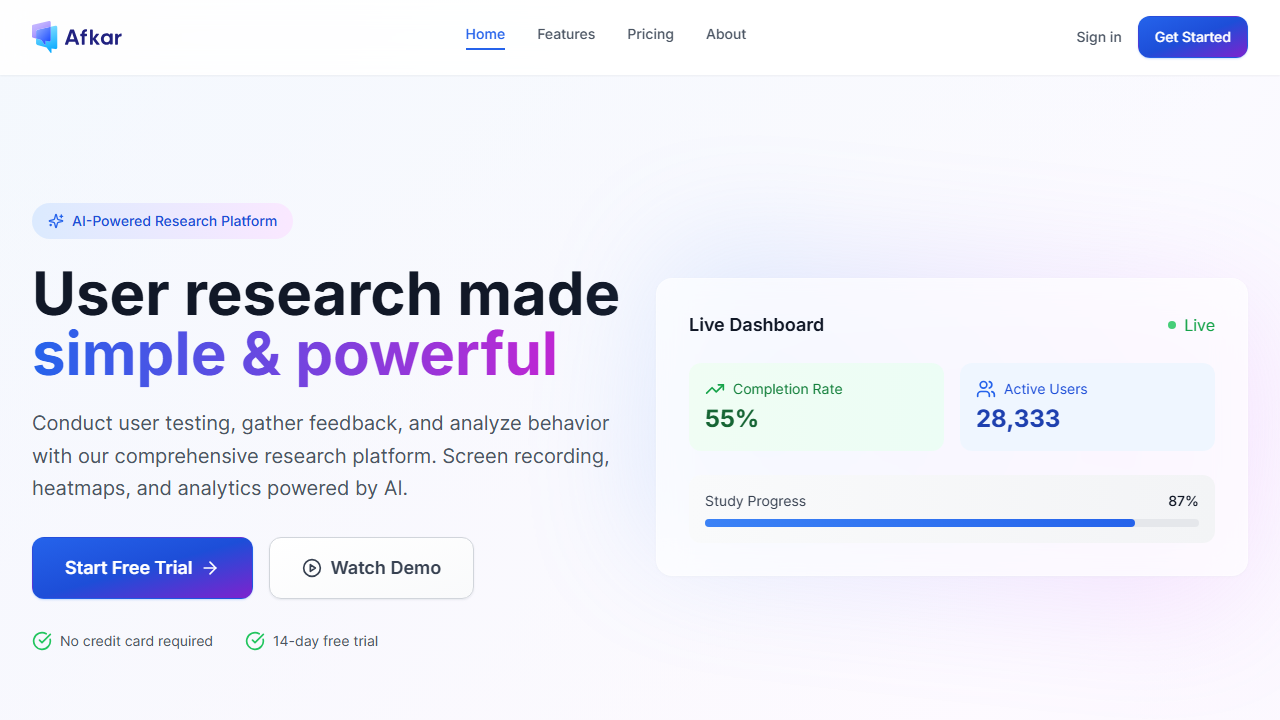 Afkar
Home
Features
Pricing
About
Sign in
Get Started
AI-Powered Research Platform
User research made
simple & powerful
Conduct user testing, gather feedback, and analyze behavior
with our comprehensive research platform. Screen recording,
heatmaps, and analytics powered by AI.
Start Free Trial
Watch Demo
No credit card required
14-day free trial
Live Dashboard
Live
Completion Rate
55%
Active Users
28,333
Study Progress
87%